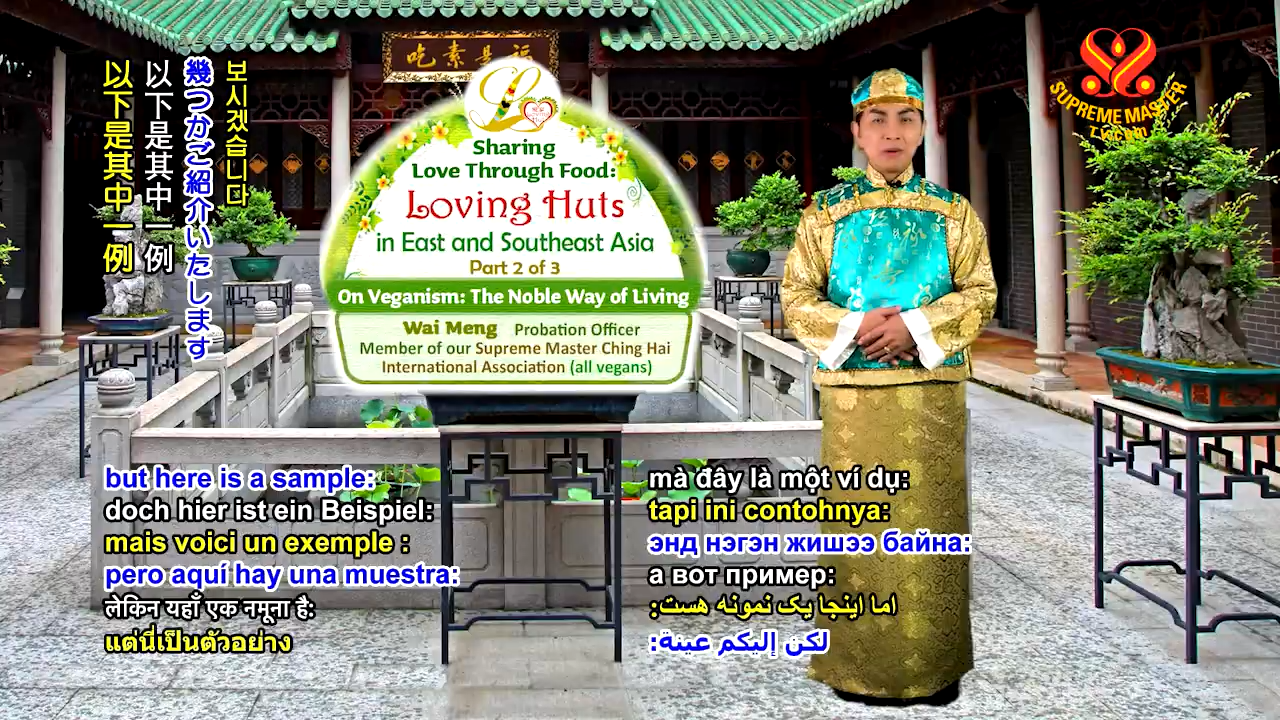 以下是其中一例
以下是其中一例
幾つかご紹介いたします
보시겠습니다
吃素是福
Sharing
Love Through Food:
Loving Huts
in East and Southeast Asia
Part 2 of 3
On Veganism: The Noble Way of Living
Wai Meng Probation Officer
Member of our Supreme Master Ching Hai
International Association (all vegans)
SUPREME MASTER
but here is a sample:
doch hier ist ein Beispiel:
mais voici un exemple :
pero aquí hay una muestra:
लेकिन यहाँ एक नमूना है:
แต่นี่เป็นตัวอย่าง
mà đây là một ví dụ:
tapi ini contohnya:
энд нэгэн жишээ байна:
а вот пример:
اما اینجا یک نمونه هست:
لكن إليكم عينة: